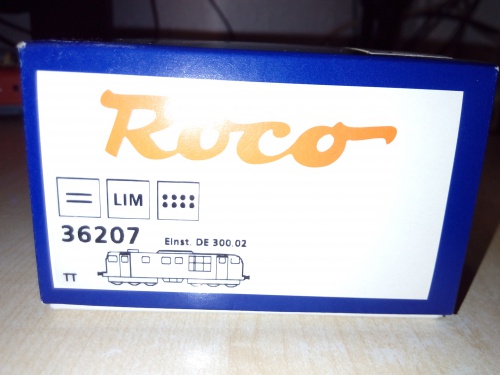 Roco
LIM
36207 Einst. DE 300.02
TT